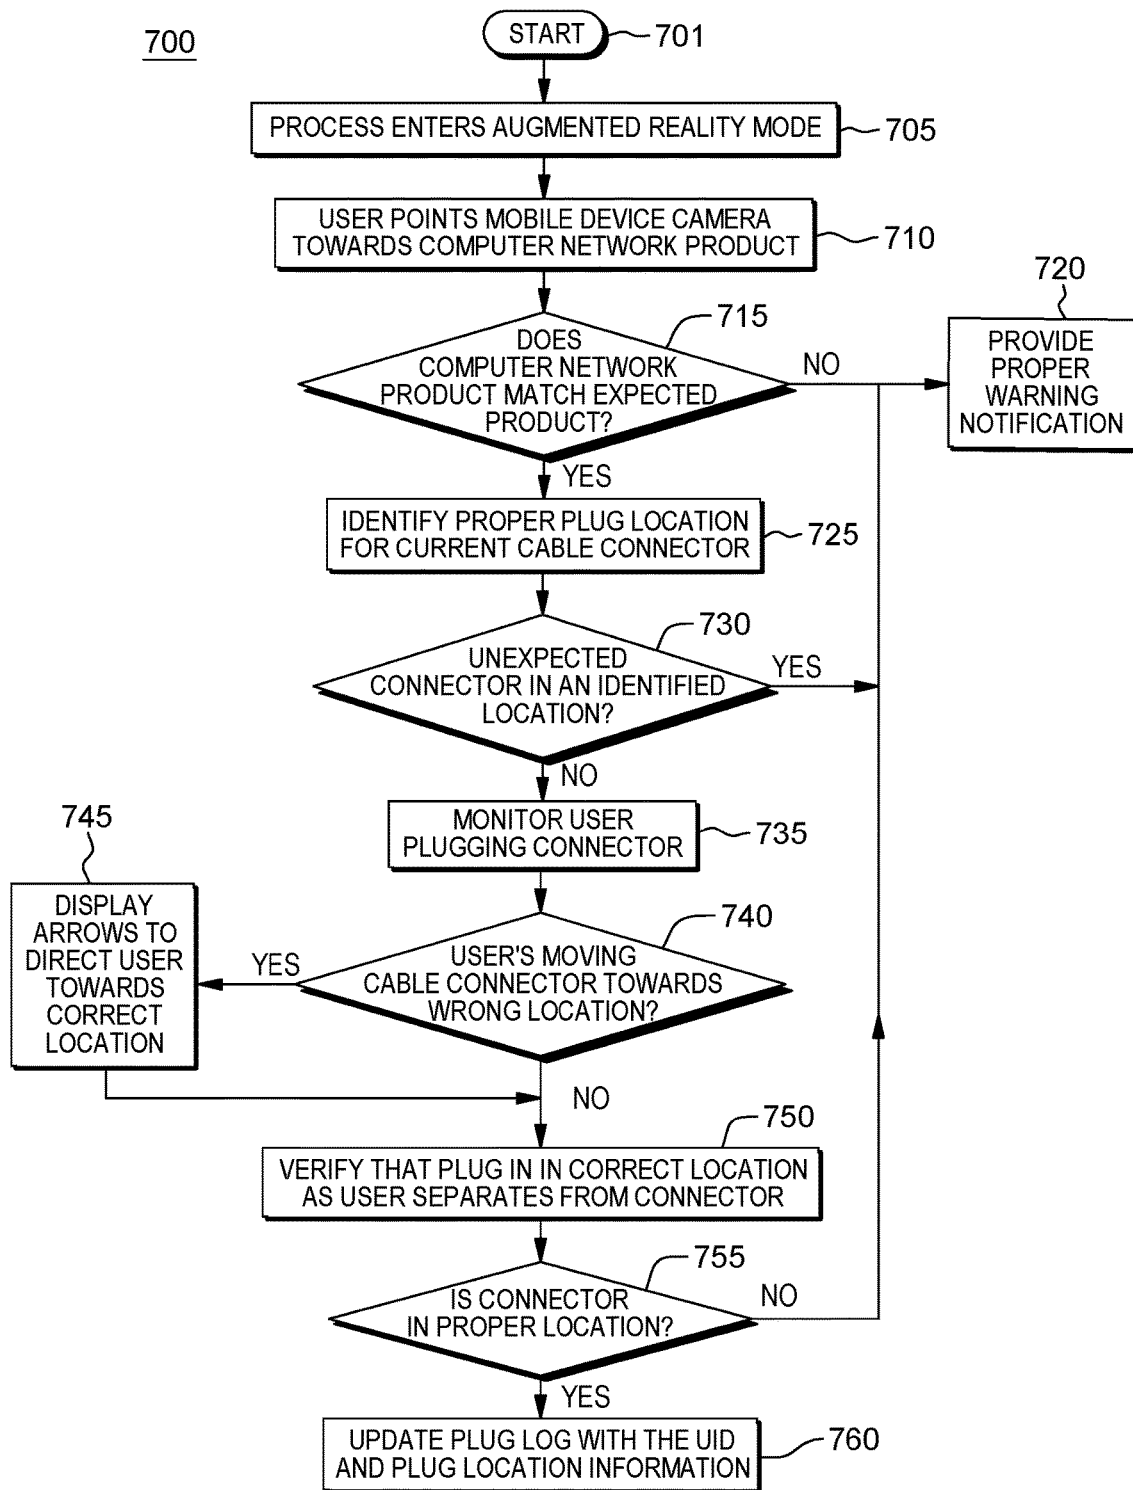 700
START
701
PROCESS ENTERS AUGMENTED REALITY MODE
705
USER POINTS MOBILE DEVICE CAMERA
TOWARDS COMPUTER NETWORK PRODUCT
710
720
PROVIDE
PROPER
WARNING
NOTIFICATION
715
DOES
COMPUTER NETWORK
PRODUCT MATCH EXPECTED
PRODUCT?
NO
YES
IDENTIFY PROPER PLUG LOCATION
FOR CURRENT CABLE CONNECTOR
725
730
UNEXPECTED
CONNECTOR IN AN IDENTIFIED
LOCATION?
YES
NO
MONITOR USER
PLUGGING CONNECTOR
735
745
DISPLAY
ARROWS TO
DIRECT USER
TOWARDS
CORRECT
LOCATION
740
USER'S MOVING
CABLE CONNECTOR TOWARDS
WRONG LOCATION?
YES
NO
750
VERIFY THAT PLUG IN IN CORRECT LOCATION
AS USER SEPARATES FROM CONNECTOR
755
IS CONNECTOR
IN PROPER LOCATION?
NO
YES
UPDATE PLUG LOG WITH THE UID
AND PLUG LOCATION INFORMATION
760